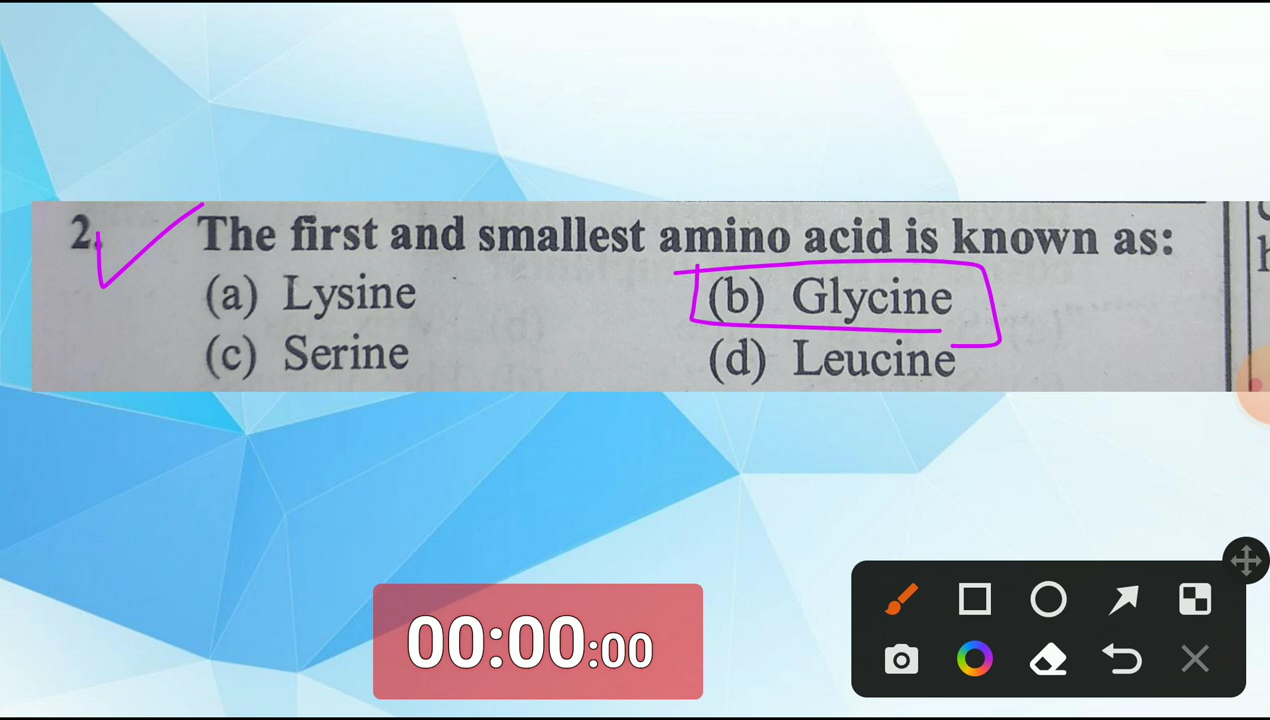 2. The first and smallest amino acid is known as:
(a) Lysine (b) Glycine
(c) Serine (d) Leucine
00:00:00